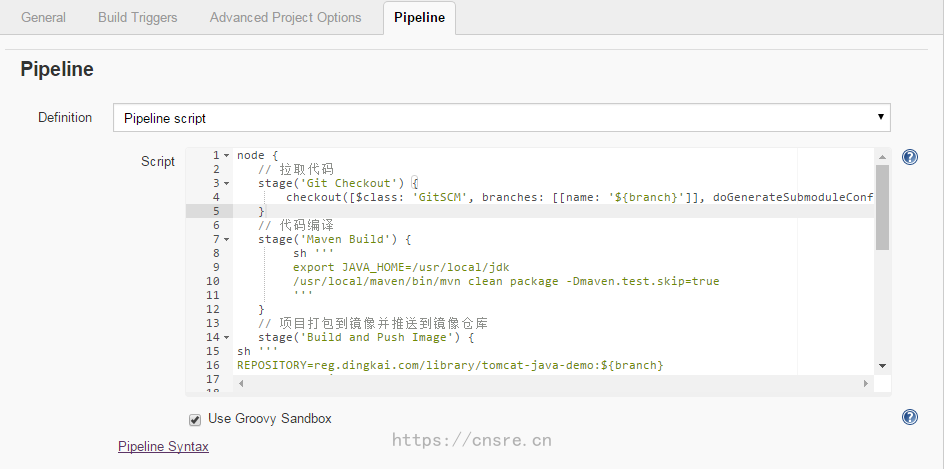 General Build Triggers Advanced Project Options Pipeline
Pipeline
Definition Pipeline script
Script
1 node {
2 // 拉取代码
3 stage('Git Checkout') {
4 checkout([$class: 'GitSCM', branches: [[name: '${branch}']], doGenerateSubmoduleConf
5 }
6 // 代码编译
7 stage('Maven Build') {
8 sh '''
9 export JAVA_HOME=/usr/local/jdk
10 /usr/local/maven/bin/mvn clean package -Dmaven.test.skip=true
11 '''
12 }
13 // 项目打包到镜像并推送到镜像仓库
14 stage('Build and Push Image') {
15 sh '''
16 REPOSITORY=reg.dingkai.com/library/tomcat-java-demo:${branch}
17
Use Groovy Sandbox
Pipeline Syntax
https://cnsre.cn